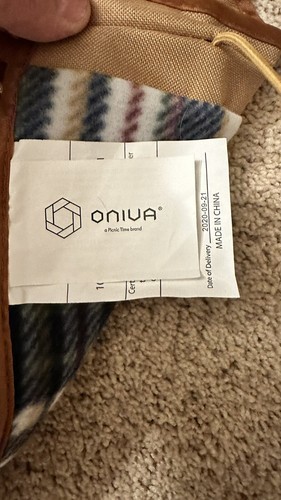 ONIVA®
a Picnic Time brand
Date of Delivery 2020-09-21
MADE IN CHINA